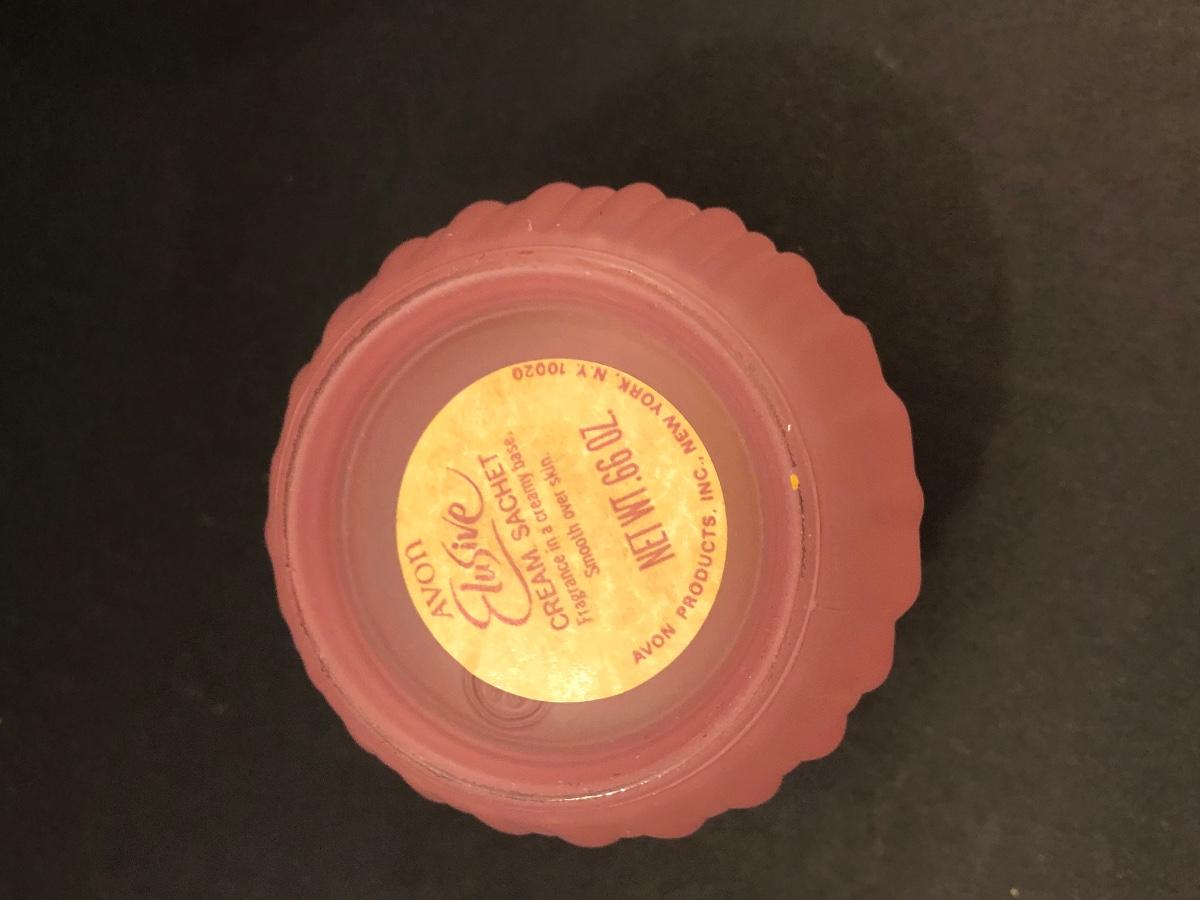 AVON
Elusive
CREAM SACHET
Fragrance in a creamy base.
Smooth over skin.
NET WT .66 OZ.
AVON PRODUCTS, INC., NEW YORK, N.Y. 10020